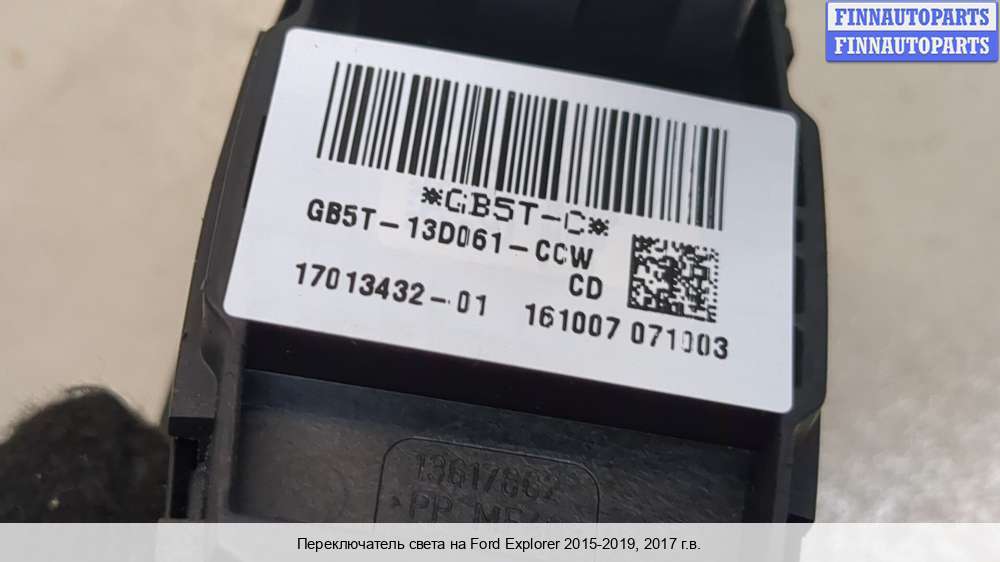 FINNAUTOPARTS
FINNAUTOPARTS
*GB5T-C*
GB5T-13D061-CCW
CD
17013432-01 161007 071003
Переключатель света на Ford Explorer 2015-2019, 2017 г.в.